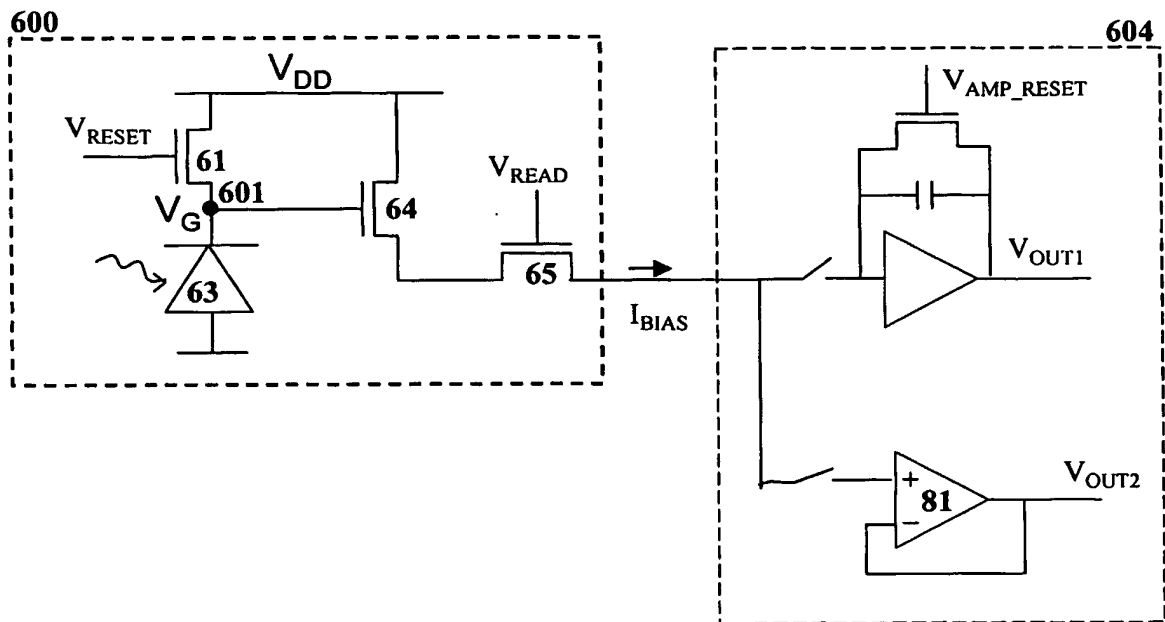 600
604
V_DD
V_AMP_RESET
V_RESET
61
601
V_READ
V_G
64
63
65
I_BIAS
V_OUT1
+
81
−
V_OUT2